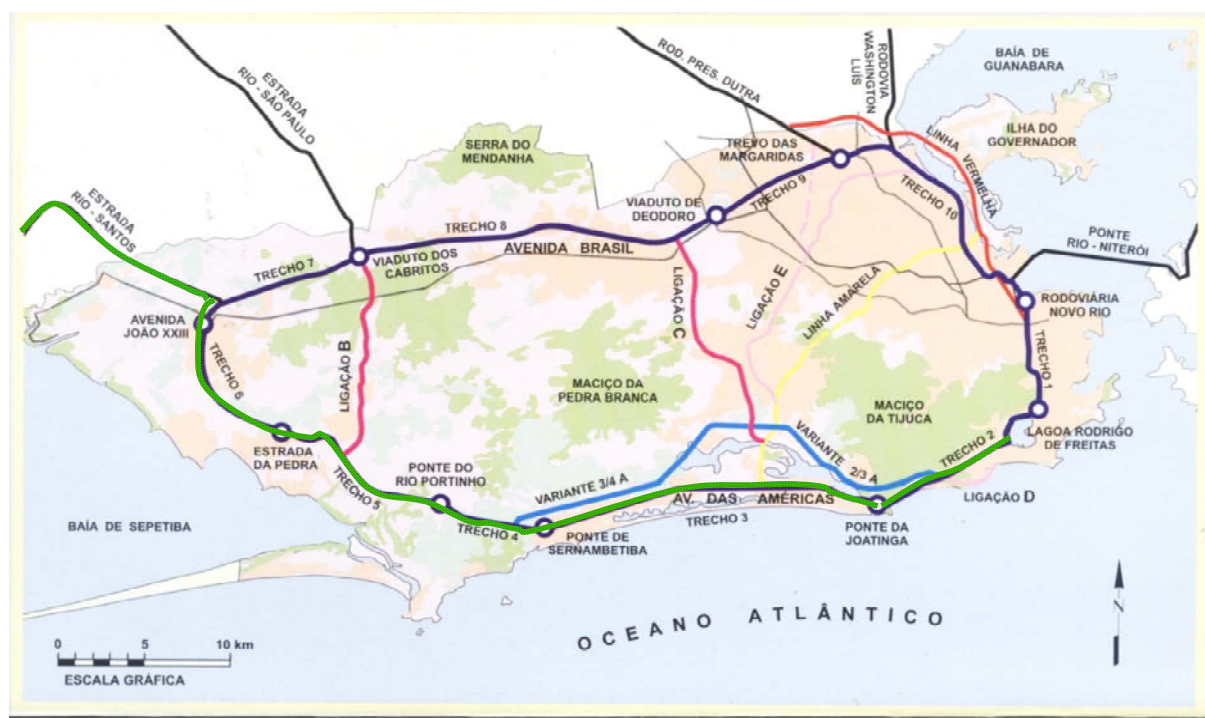 BAÍA DE
GUANABARA
ROD. PRES. DUTRA
RODOVIA
WASHINGTON
LUÍS
ESTRADA
RIO - SÃO PAULO
ILHA DO
GOVERNADOR
LINHA VERMELHA
TREVO DAS
MARGARIDAS
SERRA DO
MENDANHA
TRECHO 9
TRECHO 10
ESTRADA
RIO - SANTOS
VIADUTO DE
DEODORO
TRECHO 8
AVENIDA BRASIL
PONTE
RIO - NITERÓI
VIADUTO DOS
CABRITOS
TRECHO 7
LIGAÇÃO E
LINHA AMARELA
LIGAÇÃO C
RODOVIÁRIA
NOVO RIO
AVENIDA
JOÃO XXIII
TRECHO 6
LIGAÇÃO B
TRECHO 1
MACIÇO DA
PEDRA BRANCA
MACIÇO
DA TIJUCA
LAGOA RODRIGO
DE FREITAS
ESTRADA
DA PEDRA
VARIANTE 2/3 A
TRECHO 2
TRECHO 5
PONTE DO
RIO PORTINHO
VARIANTE 3/4 A
AV. DAS AMÉRICAS
LIGAÇÃO D
BAÍA DE SEPETIBA
TRECHO 4
PONTE DE
SERNAMBETIBA
TRECHO 3
PONTE DA
JOATINGA
OCEANO ATLÂNTICO
N
0 5 10 km
ESCALA GRÁFICA